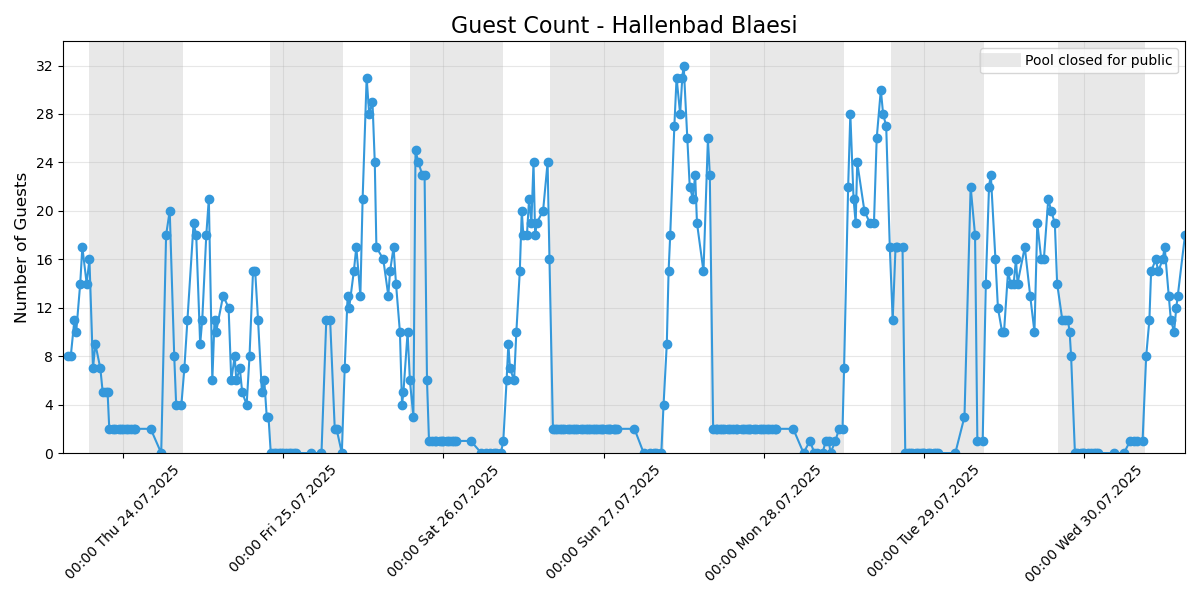 Guest Count - Hallenbad Blaesi
Pool closed for public
Number of Guests
32
28
24
20
16
12
8
4
0
00:00 Thu 24.07.2025
00:00 Fri 25.07.2025
00:00 Sat 26.07.2025
00:00 Sun 27.07.2025
00:00 Mon 28.07.2025
00:00 Tue 29.07.2025
00:00 Wed 30.07.2025